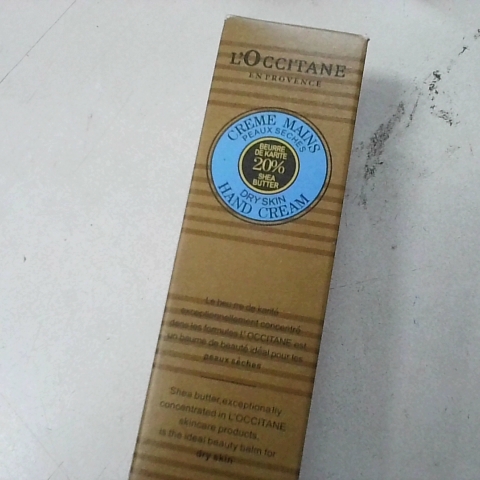 L'OCCITANE
EN PROVENCE
CREME MAINS
PEAUX SÈCHES
BEURRE
DE KARITE
20%
SHEA
BUTTER
DRY SKIN
HAND CREAM
Le beurre de karité
exceptionnellement concentré
dans les formules L'OCCITANE est
un baume de beauté idéal pour les
peaux sèches
Shea butter, exceptionally
concentrated in L'OCCITANE
skincare products,
is the ideal beauty balm for
dry skin